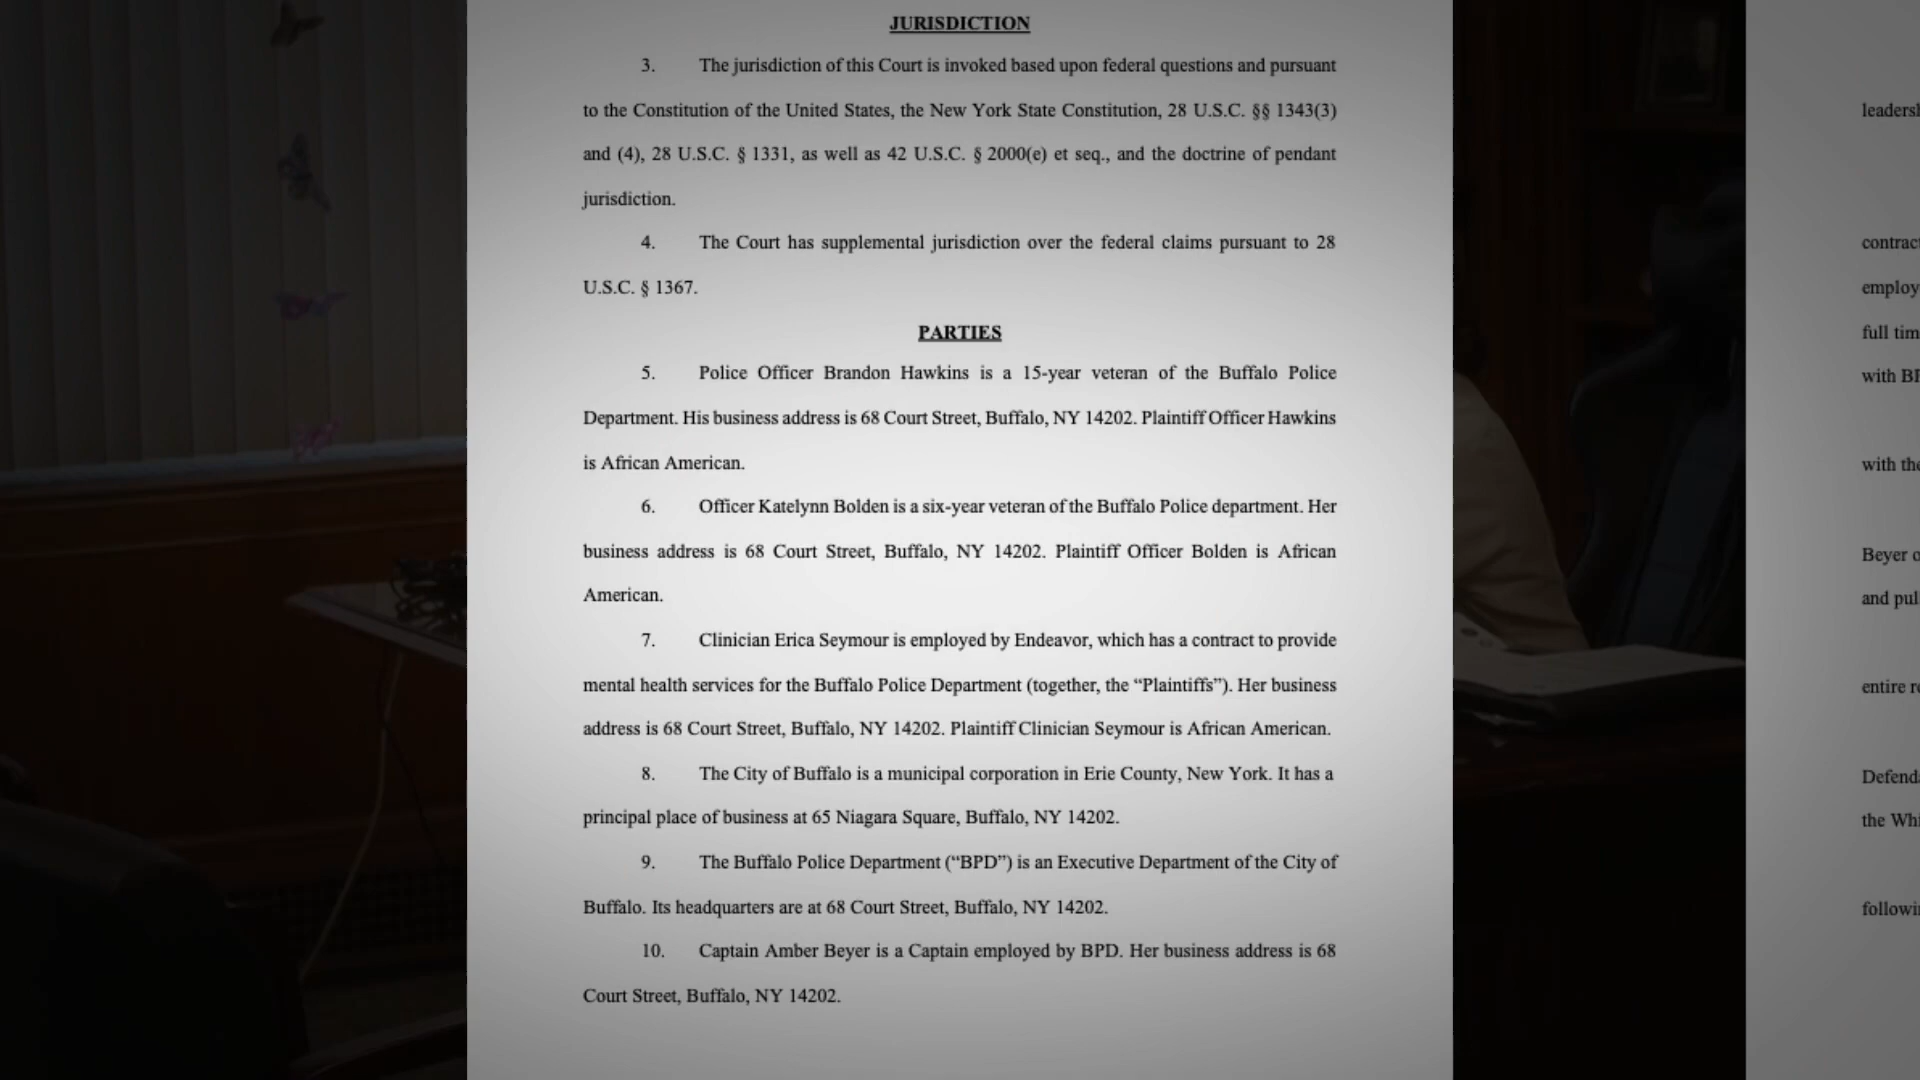 JURISDICTION
3. The jurisdiction of this Court is invoked based upon federal questions and pursuant
to the Constitution of the United States, the New York State Constitution, 28 U.S.C. §§ 1343(3)
and (4), 28 U.S.C. § 1331, as well as 42 U.S.C. § 2000(e) et seq., and the doctrine of pendant
jurisdiction.
4. The Court has supplemental jurisdiction over the federal claims pursuant to 28
U.S.C. § 1367.
PARTIES
5. Police Officer Brandon Hawkins is a 15-year veteran of the Buffalo Police
Department. His business address is 68 Court Street, Buffalo, NY 14202. Plaintiff Officer Hawkins
is African American.
6. Officer Katelynn Bolden is a six-year veteran of the Buffalo Police department. Her
business address is 68 Court Street, Buffalo, NY 14202. Plaintiff Officer Bolden is African
American.
7. Clinician Erica Seymour is employed by Endeavor, which has a contract to provide
mental health services for the Buffalo Police Department (together, the “Plaintiffs”). Her business
address is 68 Court Street, Buffalo, NY 14202. Plaintiff Clinician Seymour is African American.
8. The City of Buffalo is a municipal corporation in Erie County, New York. It has a
principal place of business at 65 Niagara Square, Buffalo, NY 14202.
9. The Buffalo Police Department (“BPD”) is an Executive Department of the City of
Buffalo. Its headquarters are at 68 Court Street, Buffalo, NY 14202.
10. Captain Amber Beyer is a Captain employed by BPD. Her business address is 68
Court Street, Buffalo, NY 14202.
leadersh
contract
employ
full tim
with BP
with the
Beyer o
and pul
entire re
Defenda
the Whi
followin